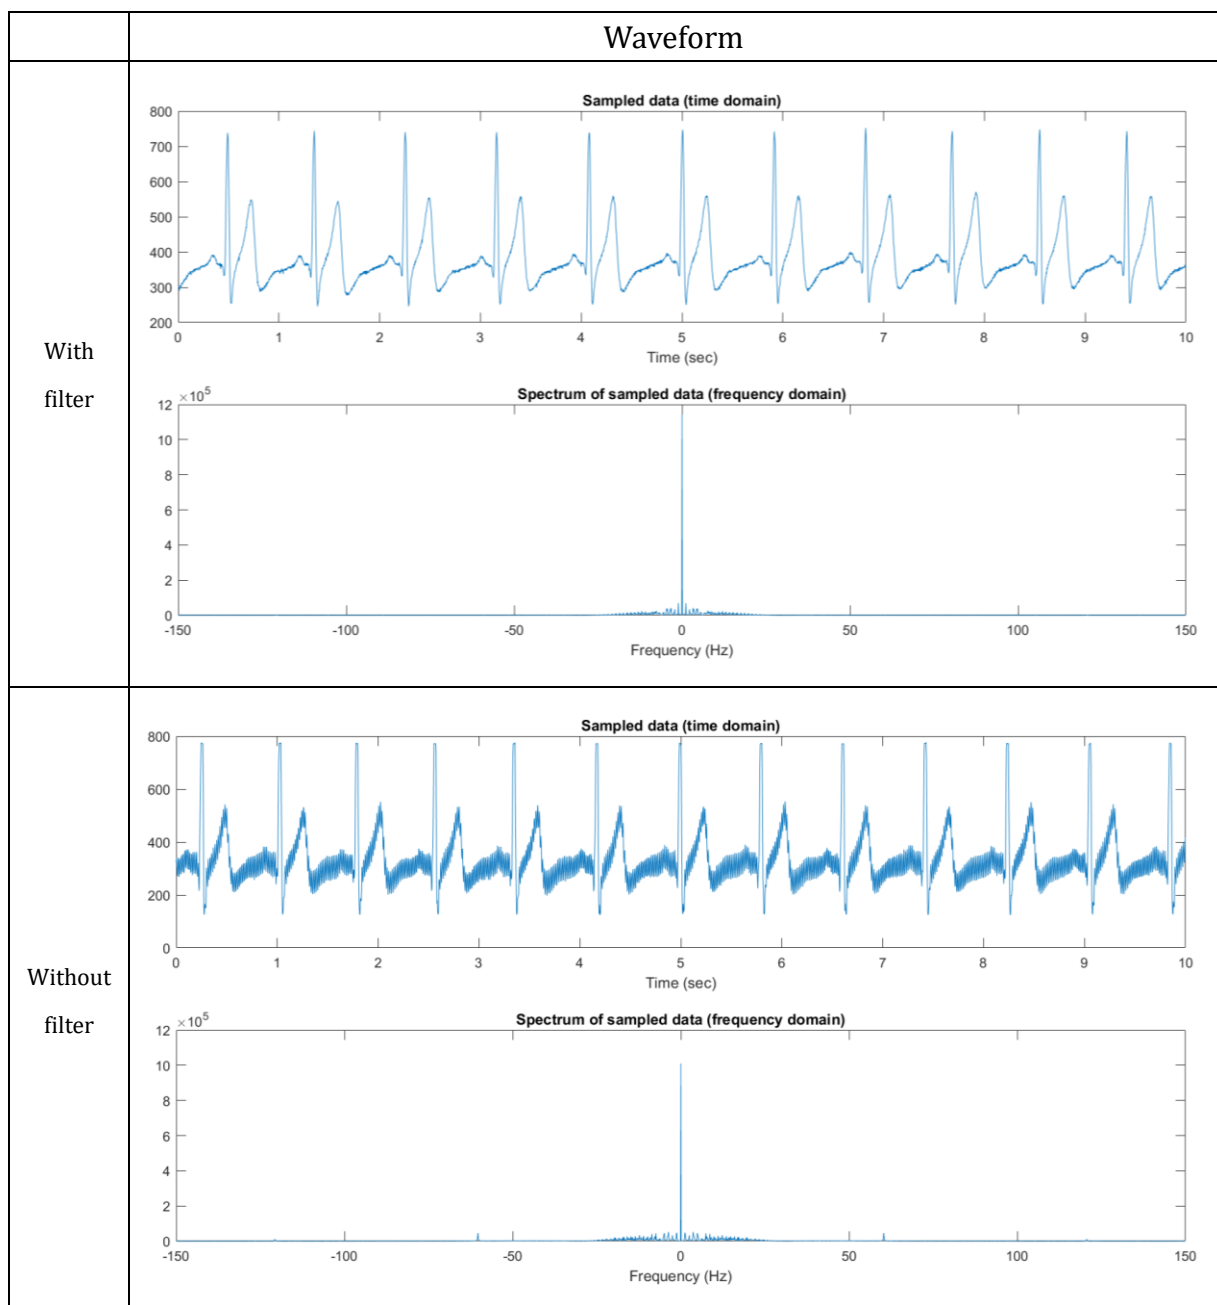 Waveform
With
filter
Sampled data (time domain)
800
700
600
500
400
300
200
0 1 2 3 4 5 6 7 8 9 10
Time (sec)
Spectrum of sampled data (frequency domain)
12 ×10^5
10
8
6
4
2
0
-150 -100 -50 0 50 100 150
Frequency (Hz)
Without
filter
Sampled data (time domain)
800
600
400
200
0
0 1 2 3 4 5 6 7 8 9 10
Time (sec)
Spectrum of sampled data (frequency domain)
12 ×10^5
10
8
6
4
2
0
-150 -100 -50 0 50 100 150
Frequency (Hz)